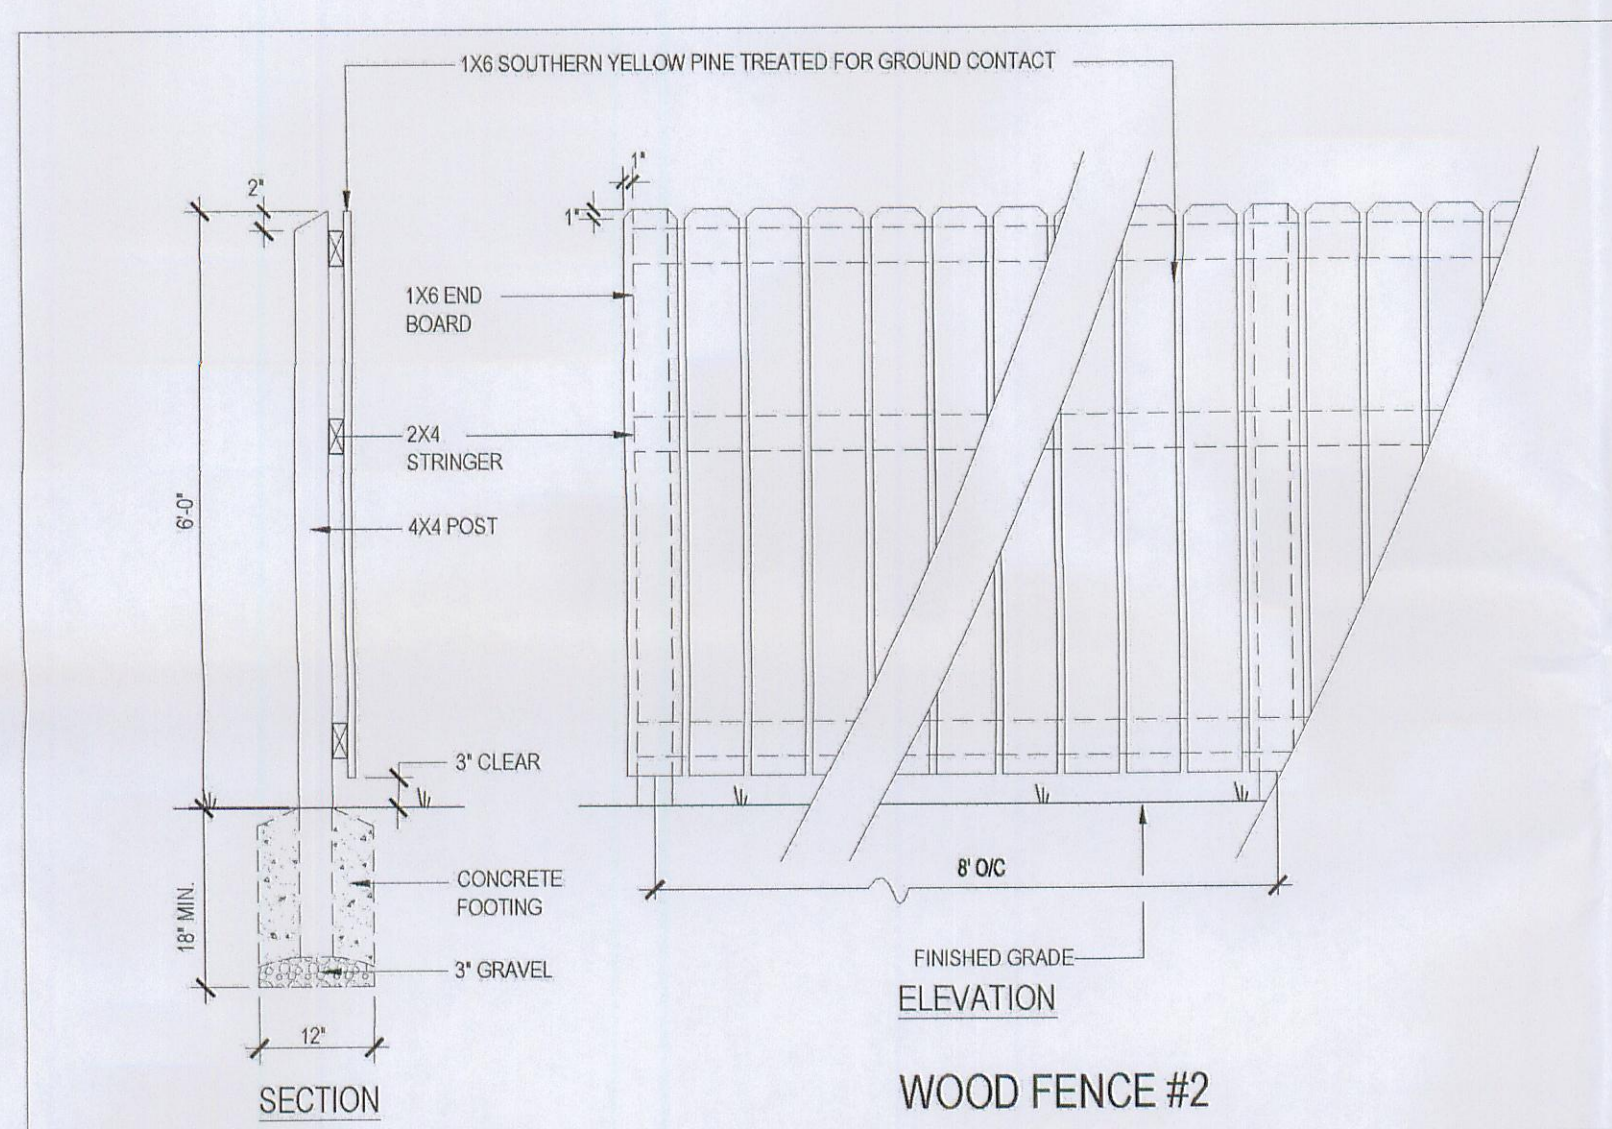 1X6 SOUTHERN YELLOW PINE TREATED FOR GROUND CONTACT
2"
1"
1"
1X6 END
BOARD
2X4
STRINGER
6'-0"
4X4 POST
3" CLEAR
8' O/C
CONCRETE
FOOTING
18" MIN.
3" GRAVEL
FINISHED GRADE
ELEVATION
12"
SECTION
WOOD FENCE #2